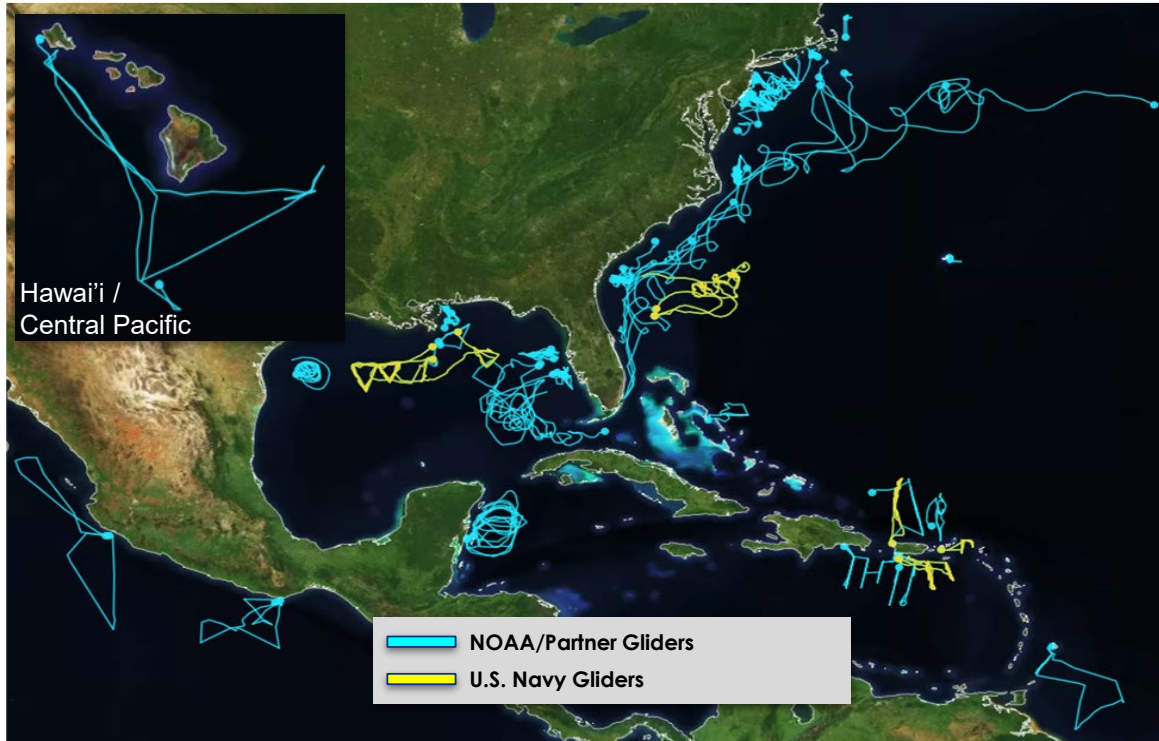 Hawai'i /
Central Pacific
NOAA/Partner Gliders
U.S. Navy Gliders